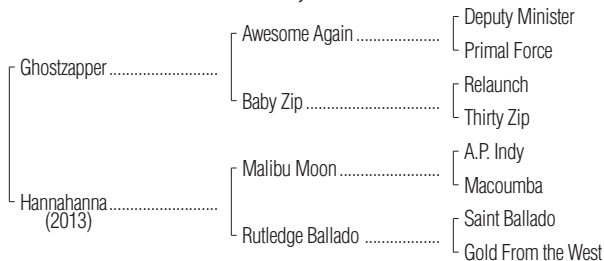 Deputy Minister
Awesome Again ..................
Primal Force
Ghostzapper .......................
Relaunch
Baby Zip .............................
Thirty Zip
A.P. Indy
Malibu Moon .....................
Macoumba
Hannahanna .......................
(2013)
Saint Ballado
Rutledge Ballado ................
Gold From the West